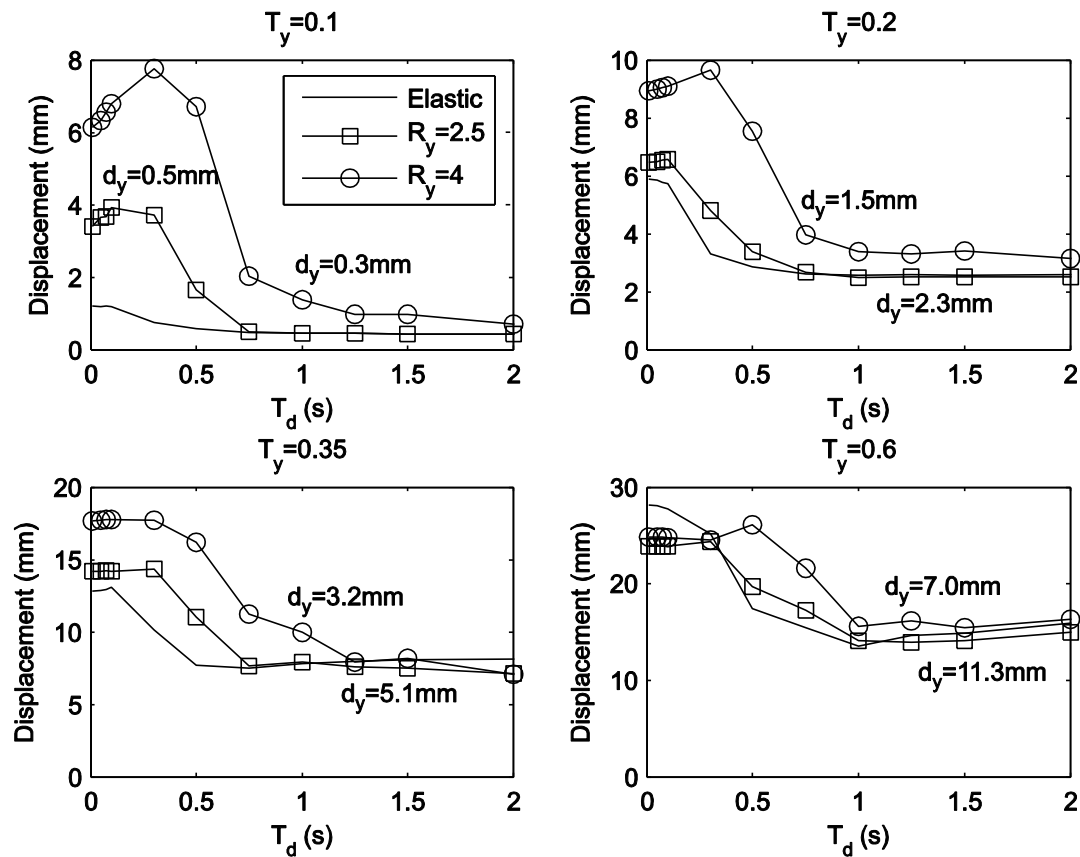 T_y=0.1
8
6
4
2
0
Displacement (mm)
Elastic
R_y=2.5
R_y=4
d_y=0.5mm
d_y=0.3mm
0 0.5 1 1.5 2
T_d (s)
T_y=0.2
10
8
6
4
2
0
Displacement (mm)
d_y=1.5mm
d_y=2.3mm
0 0.5 1 1.5 2
T_d (s)
T_y=0.35
20
15
10
5
0
Displacement (mm)
d_y=3.2mm
d_y=5.1mm
0 0.5 1 1.5 2
T_d (s)
T_y=0.6
30
20
10
0
Displacement (mm)
d_y=7.0mm
d_y=11.3mm
0 0.5 1 1.5 2
T_d (s)